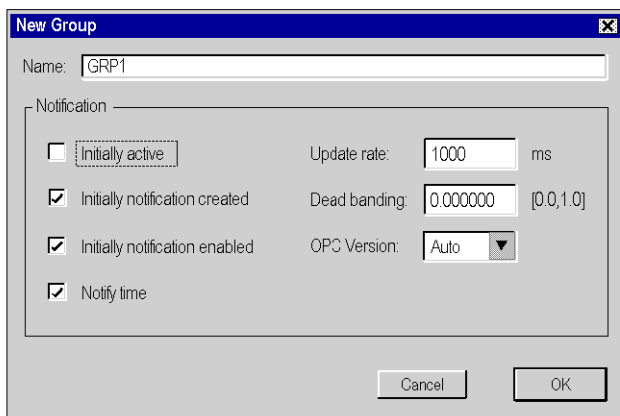 New Group
Name: GRP1
Notification
Initially active Update rate: 1000 ms
Initially notification created Dead banding: 0.000000 [0.0,1.0]
Initially notification enabled OPC Version: Auto
Notify time
Cancel OK